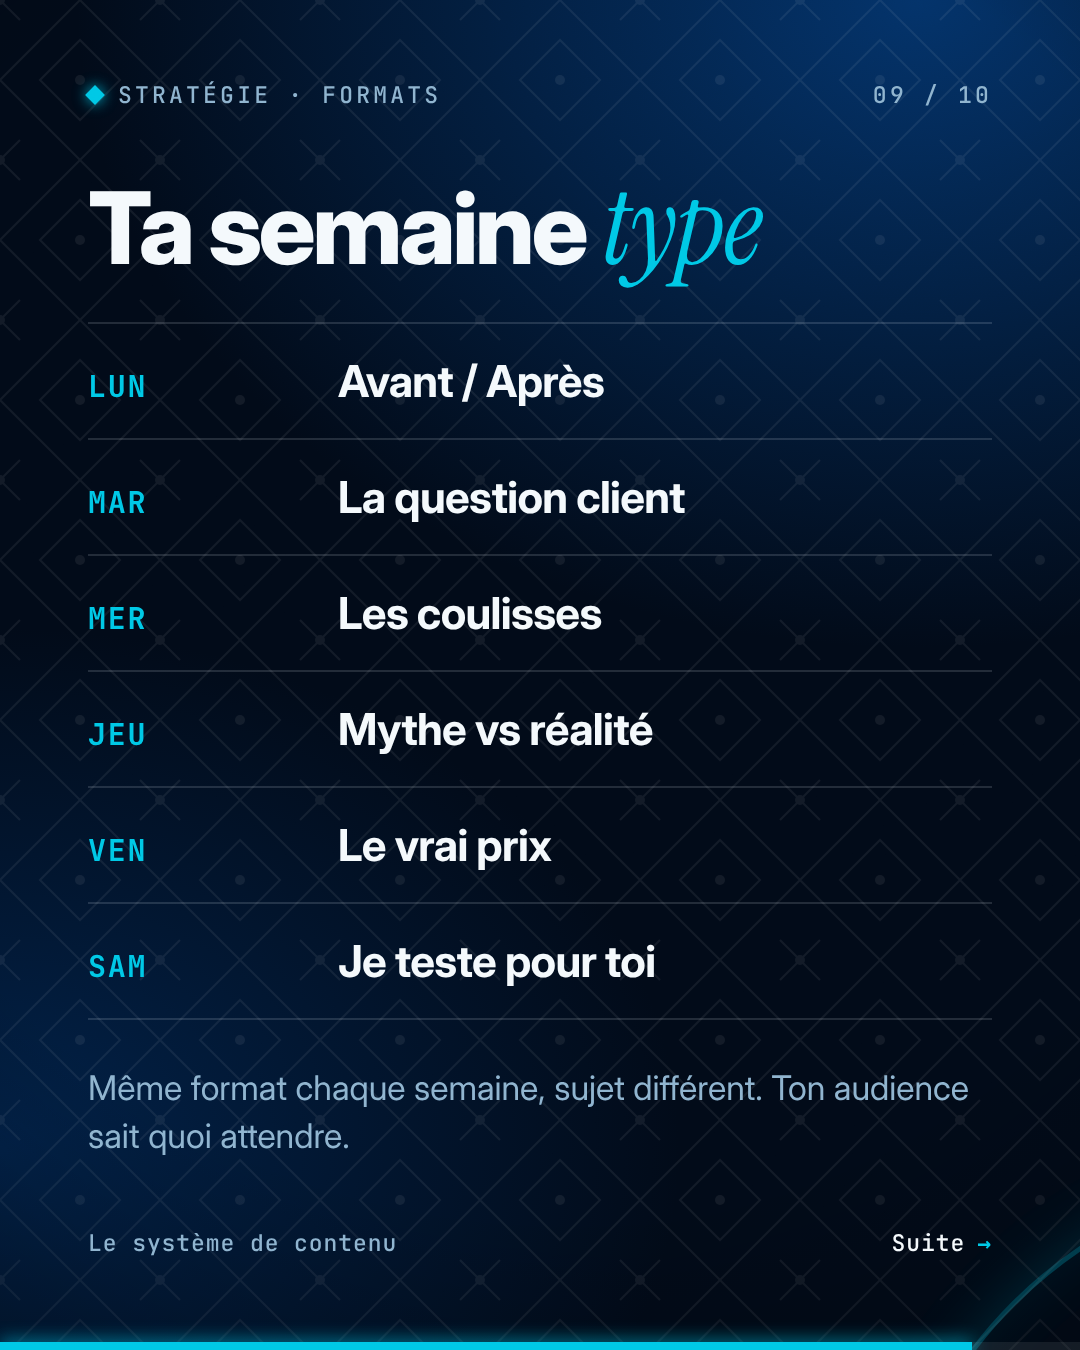 STRATÉGIE · FORMATS
09 / 10
Ta semaine type
LUN Avant / Après
MAR La question client
MER Les coulisses
JEU Mythe vs réalité
VEN Le vrai prix
SAM Je teste pour toi
Même format chaque semaine, sujet différent. Ton audience
sait quoi attendre.
Le système de contenu
Suite →